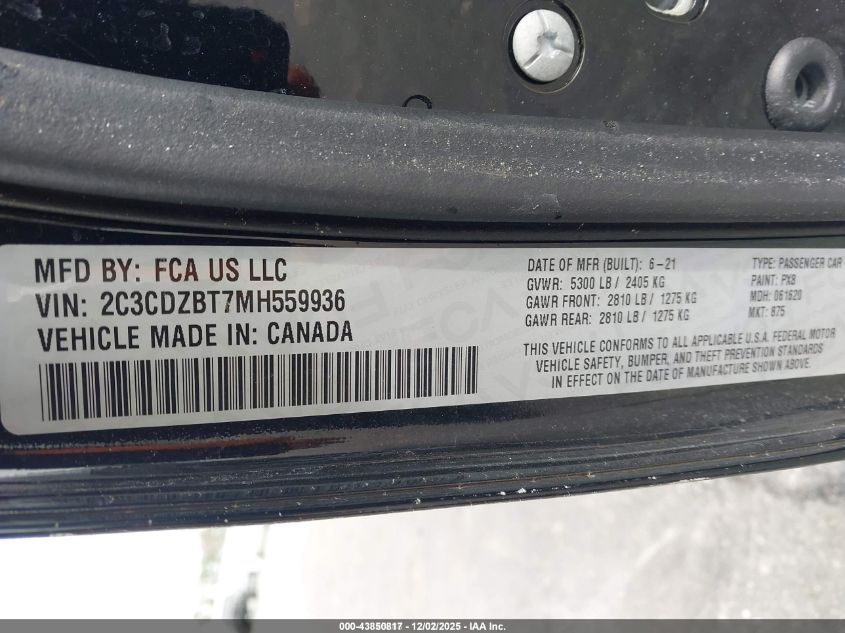 MFD BY: FCA US LLC
VIN: 2C3CDZBT7MH559936
VEHICLE MADE IN: CANADA
DATE OF MFR (BUILT): 6-21
GVWR: 5300 LB / 2405 KG
GAWR FRONT: 2810 LB / 1275 KG
GAWR REAR: 2810 LB / 1275 KG
TYPE: PASSENGER CAR
PAINT: PX8
MDH: 061620
MKT: 875
THIS VEHICLE CONFORMS TO ALL APPLICABLE U.S.A. FEDERAL MOTOR
VEHICLE SAFETY, BUMPER, AND THEFT PREVENTION STANDARDS
IN EFFECT ON THE DATE OF MANUFACTURE SHOWN ABOVE.
000-43850817 - 12/02/2025 - IAA Inc.